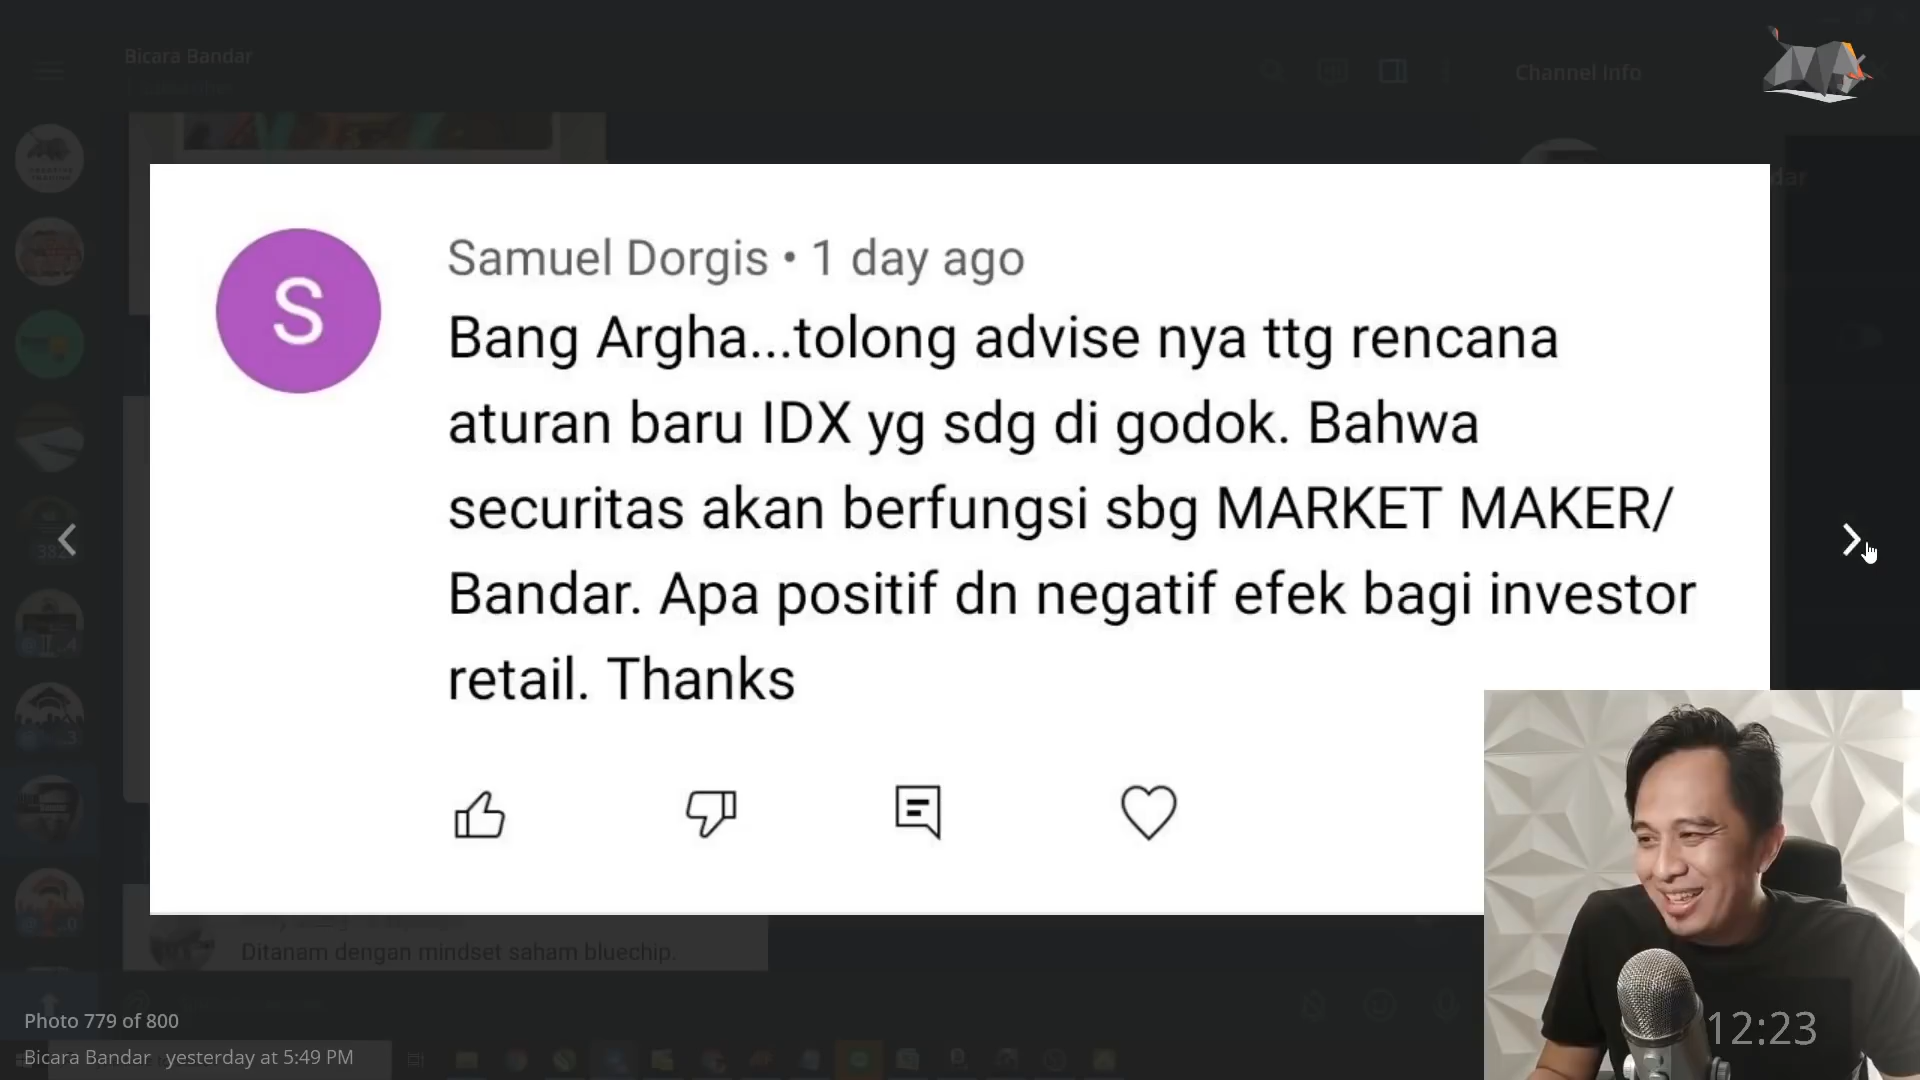 Bicara Bandar
Channel Info
dar
S
Samuel Dorgis • 1 day ago
Bang Argha...tolong advise nya ttg rencana
aturan baru IDX yg sdg di godok. Bahwa
securitas akan berfungsi sbg MARKET MAKER/
Bandar. Apa positif dn negatif efek bagi investor
retail. Thanks
Ditanam dengan mindset saham bluechip.
Photo 779 of 800
Bicara Bandar yesterday at 5:49 PM
12:23